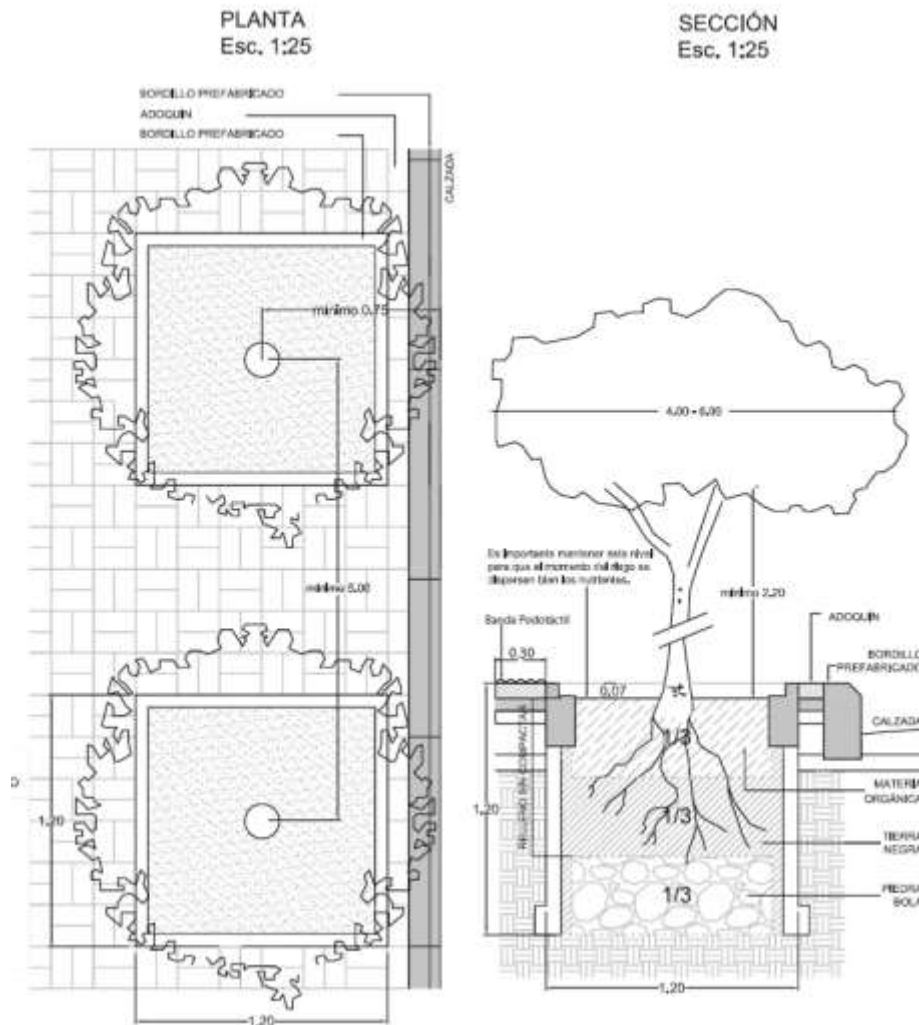 PLANTA
Esc. 1:25
BORDILLO PREFABRICADO
ADOQUIN
BORDILLO PREFABRICADO
CALZADA
mínimo 0.75
1.20
1.20
SECCIÓN
Esc. 1:25
4.00 - 6.00
Es importante mantener este nivel
para que al momento del riego se
dispersen bien los nutrientes.
mínimo 2.20
Banda Podotáctil
0.30
0.07
ADOQUIN
BORDILLO
PREFABRICADO
CALZADA
1/3
RELLENO SIN COMPACTAR
MATERIA
ORGÁNICA
1.20
1/3
TIERRA
NEGRA
1/3
PIEDRA
BOLA
1.20